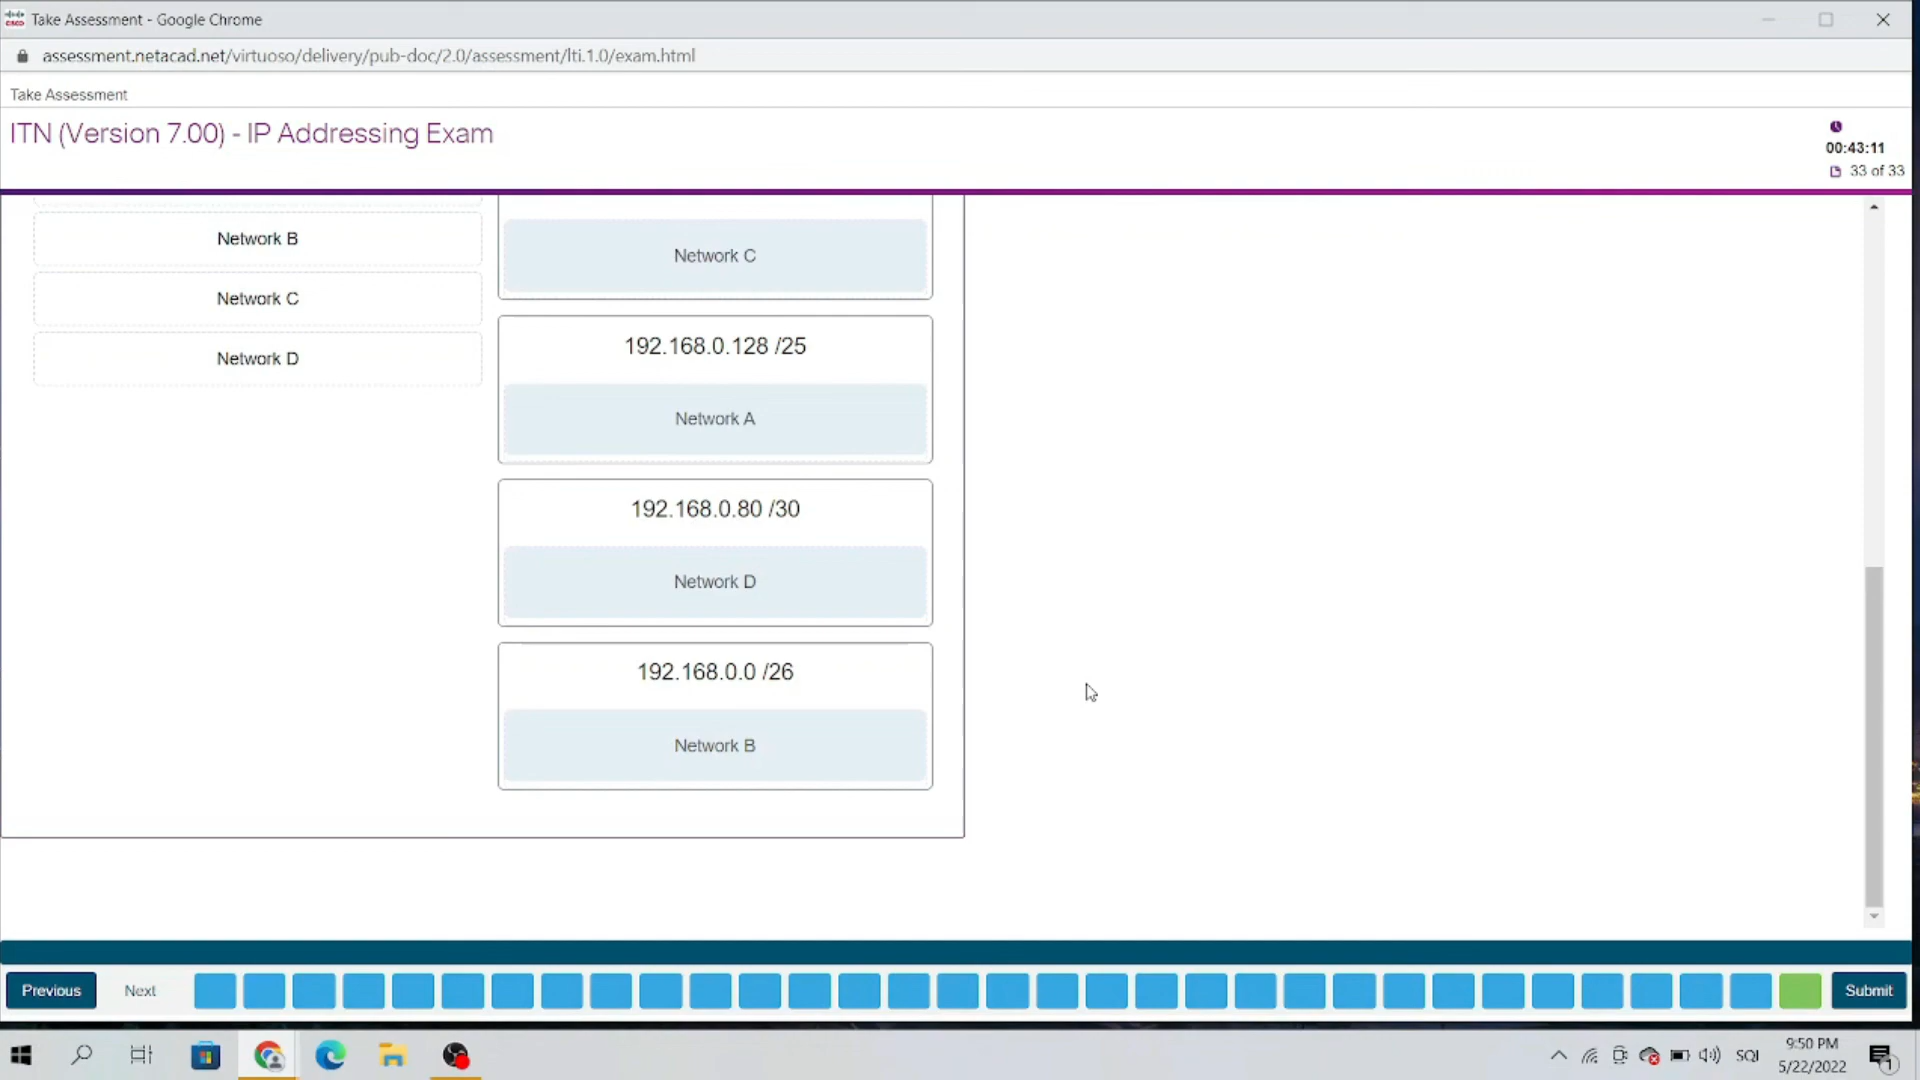 Take Assessment - Google Chrome
assessment.netacad.net/virtuoso/delivery/pub-doc/2.0/assessment/lti.1.0/exam.html
Take Assessment
ITN (Version 7.00) - IP Addressing Exam
00:43:11
33 of 33
Network B
Network C
Network D
Network C
192.168.0.128 /25
Network A
192.168.0.80 /30
Network D
192.168.0.0 /26
Network B
Previous
Next
Submit
SQI
9:50 PM
5/22/2022
1